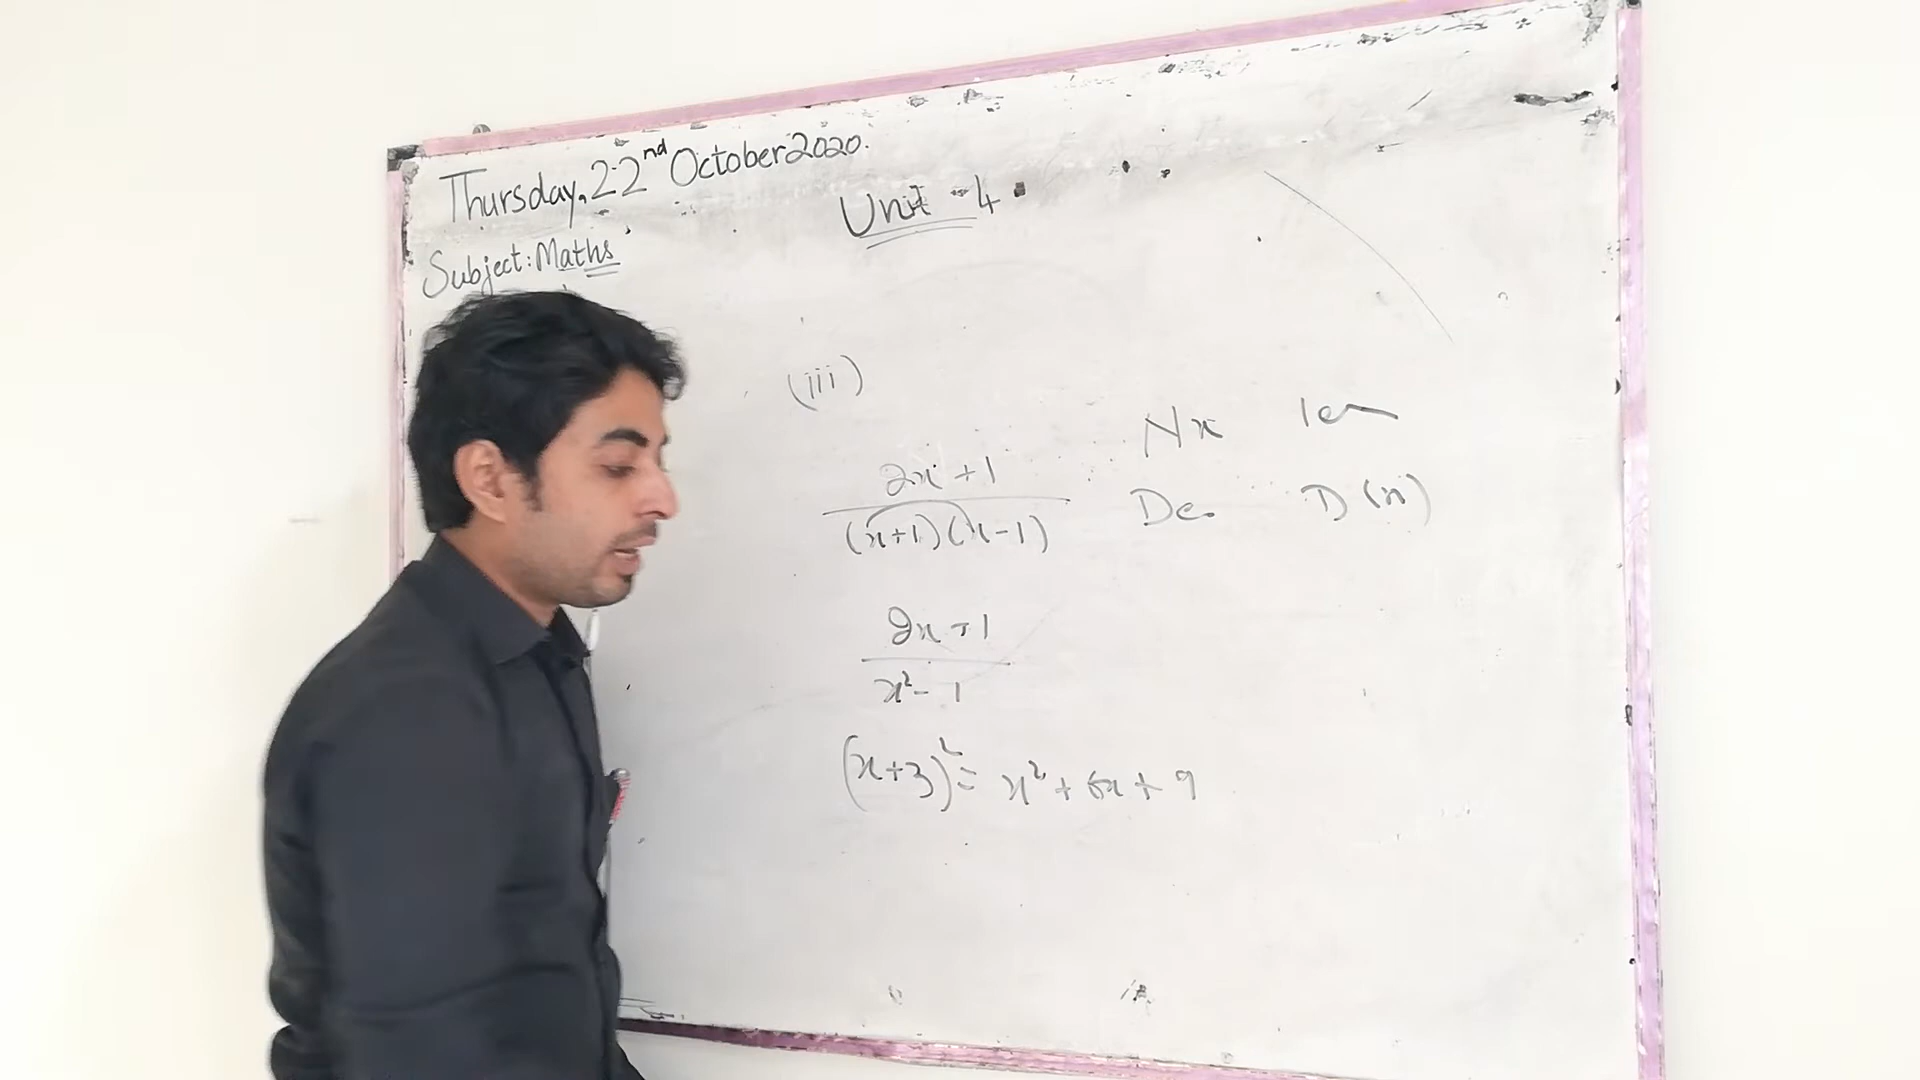 Thursday, 22nd October 2020.
Subject: Maths
Unit - 4
(iii)
2x + 1
(x+1)(x-1)
Nx
De.
D(x)
2x + 1
x² - 1
(x+3)² = x² + 6x + 9